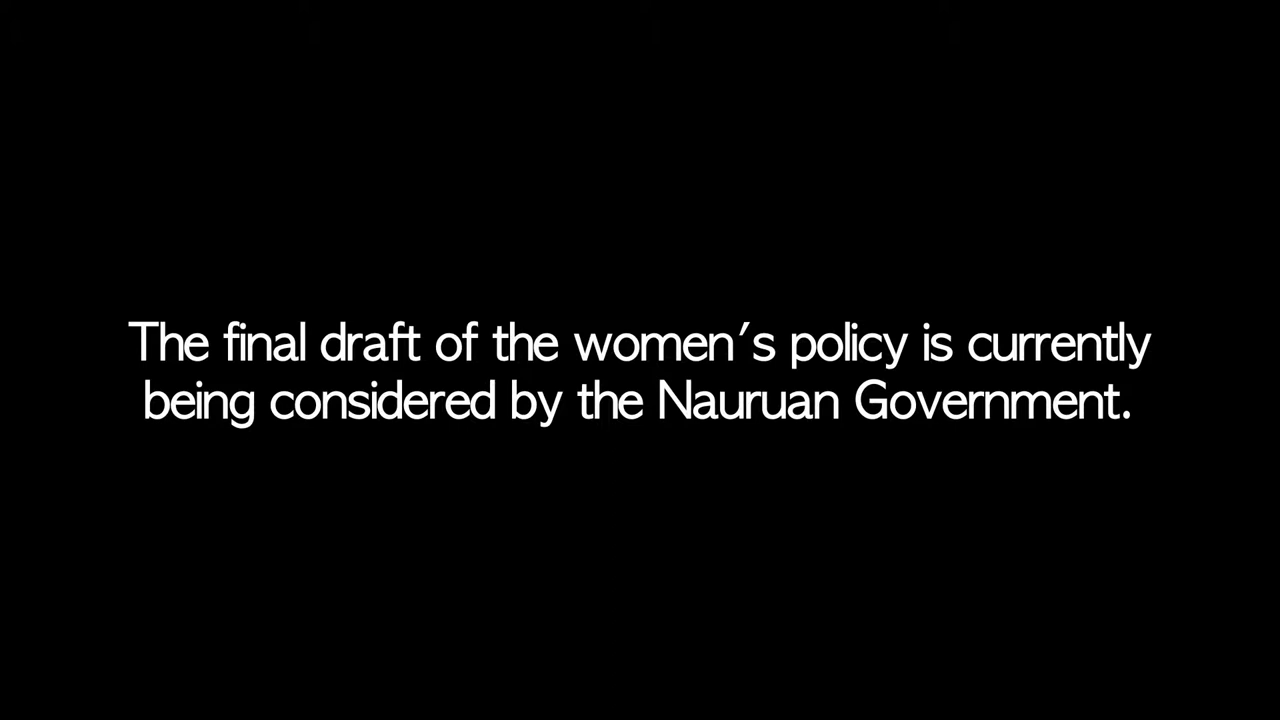 The final draft of the women's policy is currently
being considered by the Nauruan Government.